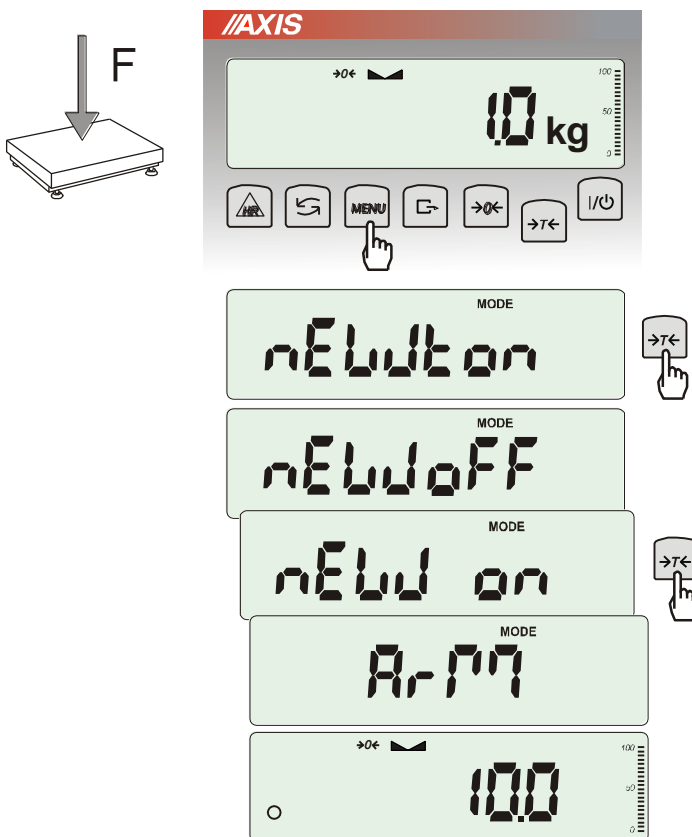 //AXIS
F
→0← 100
1.0 kg 50
0
HR MENU →0← →T← I/⏻
MODE
nEWton →T←
MODE
nEWoFF
MODE
nEW on →T←
MODE
ArM
→0← 100
10.0 50
0